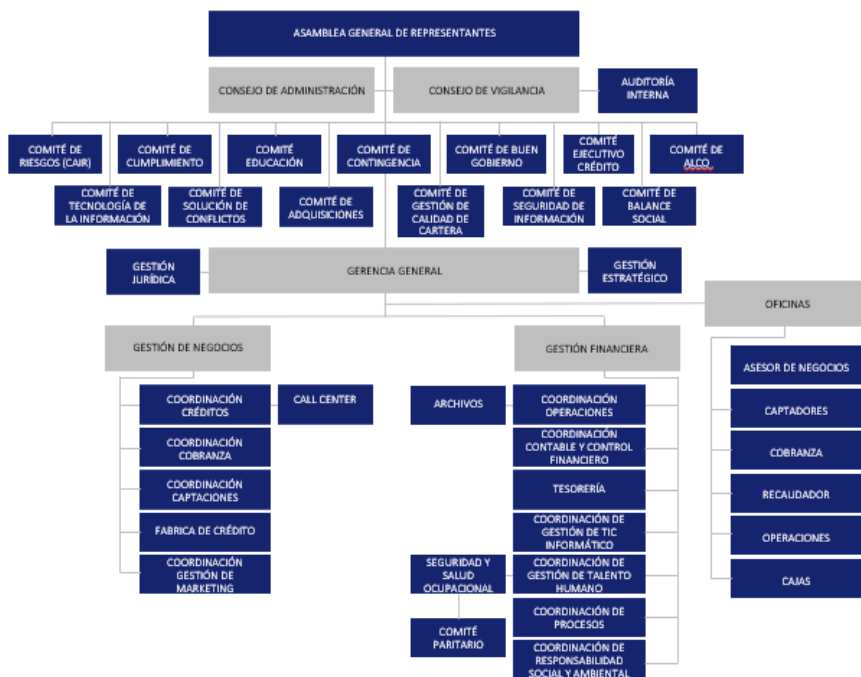 ASAMBLEA GENERAL DE REPRESENTANTES
CONSEJO DE ADMINISTRACIÓN
CONSEJO DE VIGILANCIA
AUDITORÍA
INTERNA
COMITÉ DE
RIESGOS (CAIR)
COMITÉ DE
CUMPLIMIENTO
COMITÉ
EDUCACIÓN
COMITÉ DE
CONTINGENCIA
COMITÉ DE BUEN
GOBIERNO
COMITÉ
EJECUTIVO
CRÉDITO
COMITÉ DE
ALCO
COMITÉ DE
TECNOLOGÍA DE
LA INFORMACIÓN
COMITÉ DE
SOLUCIÓN DE
CONFLICTOS
COMITÉ DE
ADQUISICIONES
COMITÉ DE
GESTIÓN DE
CALIDAD DE
CARTERA
COMITÉ DE
SEGURIDAD DE
INFORMACIÓN
COMITÉ DE
BALANCE
SOCIAL
GESTIÓN
JURÍDICA
GERENCIA GENERAL
GESTIÓN
ESTRATÉGICO
OFICINAS
GESTIÓN DE NEGOCIOS
GESTIÓN FINANCIERA
COORDINACIÓN
CRÉDITOS
CALL CENTER
COORDINACIÓN
COBRANZA
COORDINACIÓN
CAPTACIONES
FABRICA DE CRÉDITO
COORDINACIÓN
GESTIÓN DE
MARKETING
ARCHIVOS
COORDINACIÓN
OPERACIONES
COORDINACIÓN
CONTABLE Y CONTROL
FINANCIERO
TESORERÍA
COORDINACIÓN DE
GESTIÓN DE TIC
INFORMÁTICO
SEGURIDAD Y
SALUD
OCUPACIONAL
COORDINACIÓN DE
GESTIÓN DE TALENTO
HUMANO
COMITÉ
PARITARIO
COORDINACIÓN DE
PROCESOS
COORDINACIÓN DE
RESPONSABILIDAD
SOCIAL Y AMBIENTAL
ASESOR DE NEGOCIOS
CAPTADORES
COBRANZA
RECAUDADOR
OPERACIONES
CAJAS